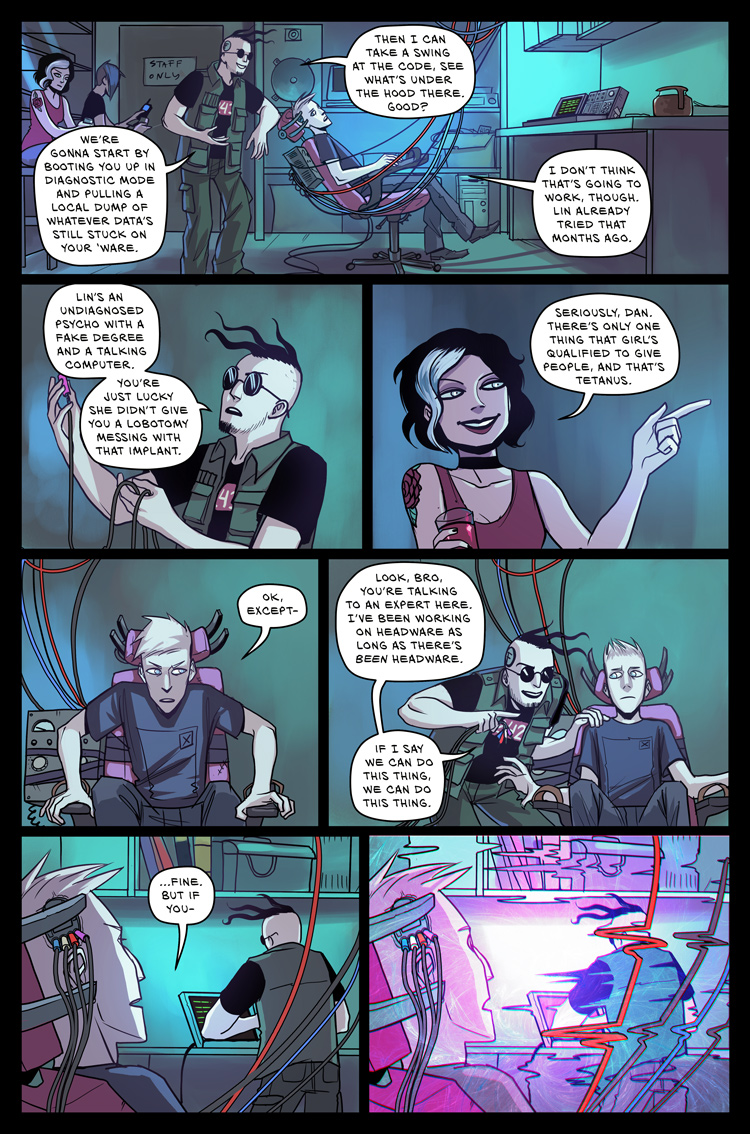 STAFF
ONLY
WE'RE
GONNA START BY
BOOTING YOU UP IN
DIAGNOSTIC MODE
AND PULLING A
LOCAL DUMP OF
WHATEVER DATA'S
STILL STUCK ON
YOUR 'WARE.
THEN I CAN
TAKE A SWING
AT THE CODE, SEE
WHAT'S UNDER
THE HOOD THERE.
GOOD?
I DON'T THINK
THAT'S GOING TO
WORK, THOUGH.
LIN ALREADY
TRIED THAT
MONTHS AGO.
LIN'S AN
UNDIAGNOSED
PSYCHO WITH A
FAKE DEGREE
AND A TALKING
COMPUTER.
YOU'RE
JUST LUCKY
SHE DIDN'T GIVE
YOU A LOBOTOMY
MESSING WITH
THAT IMPLANT.
SERIOUSLY, DAN.
THERE'S ONLY ONE
THING THAT GIRL'S
QUALIFIED TO GIVE
PEOPLE, AND THAT'S
TETANUS.
OK,
EXCEPT-
LOOK, BRO,
YOU'RE TALKING
TO AN EXPERT HERE.
I'VE BEEN WORKING
ON HEADWARE AS
LONG AS THERE'S
BEEN HEADWARE.
IF I SAY
WE CAN DO
THIS THING,
WE CAN DO
THIS THING.
42
...FINE.
BUT IF
YOU-